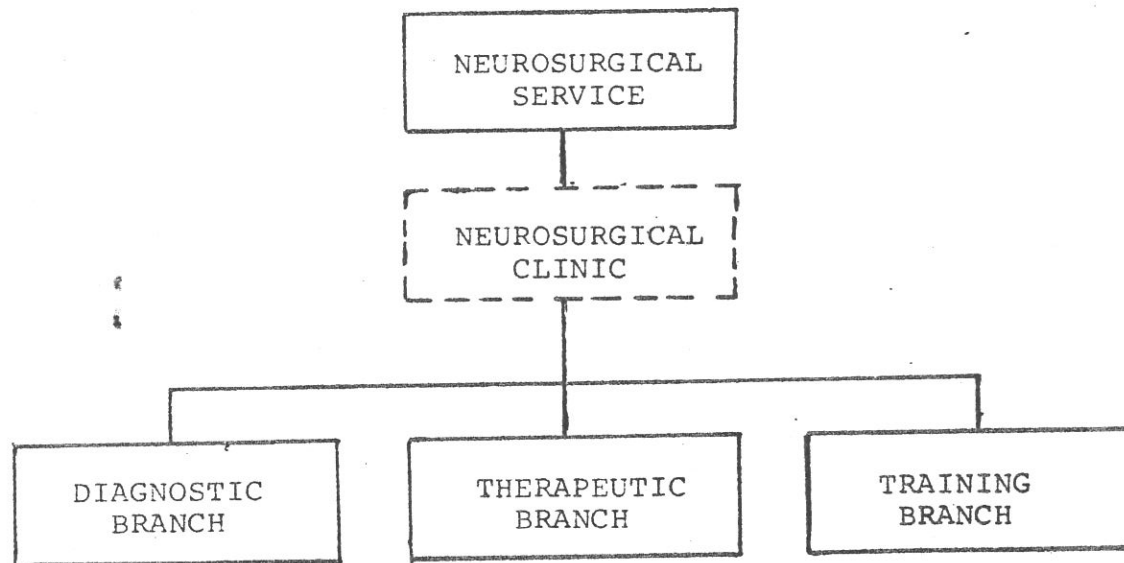 NEUROSURGICAL
SERVICE
NEUROSURGICAL
CLINIC
DIAGNOSTIC
BRANCH
THERAPEUTIC
BRANCH
TRAINING
BRANCH